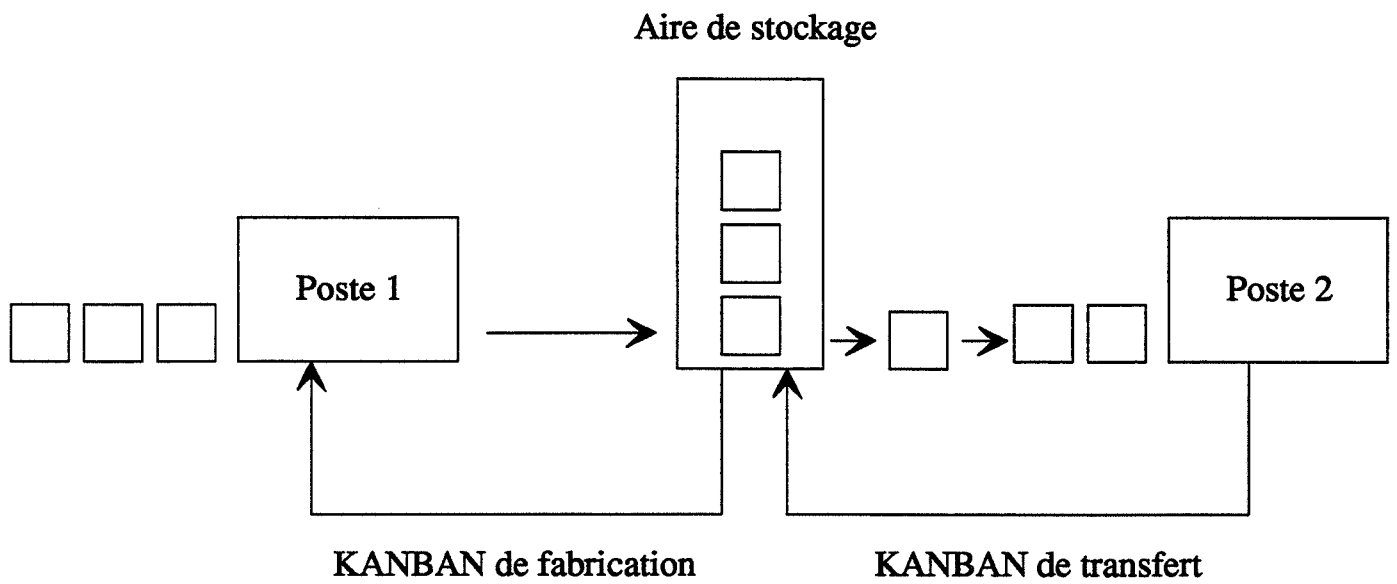 Aire de stockage
Poste 1
Poste 2
KANBAN de fabrication
KANBAN de transfert